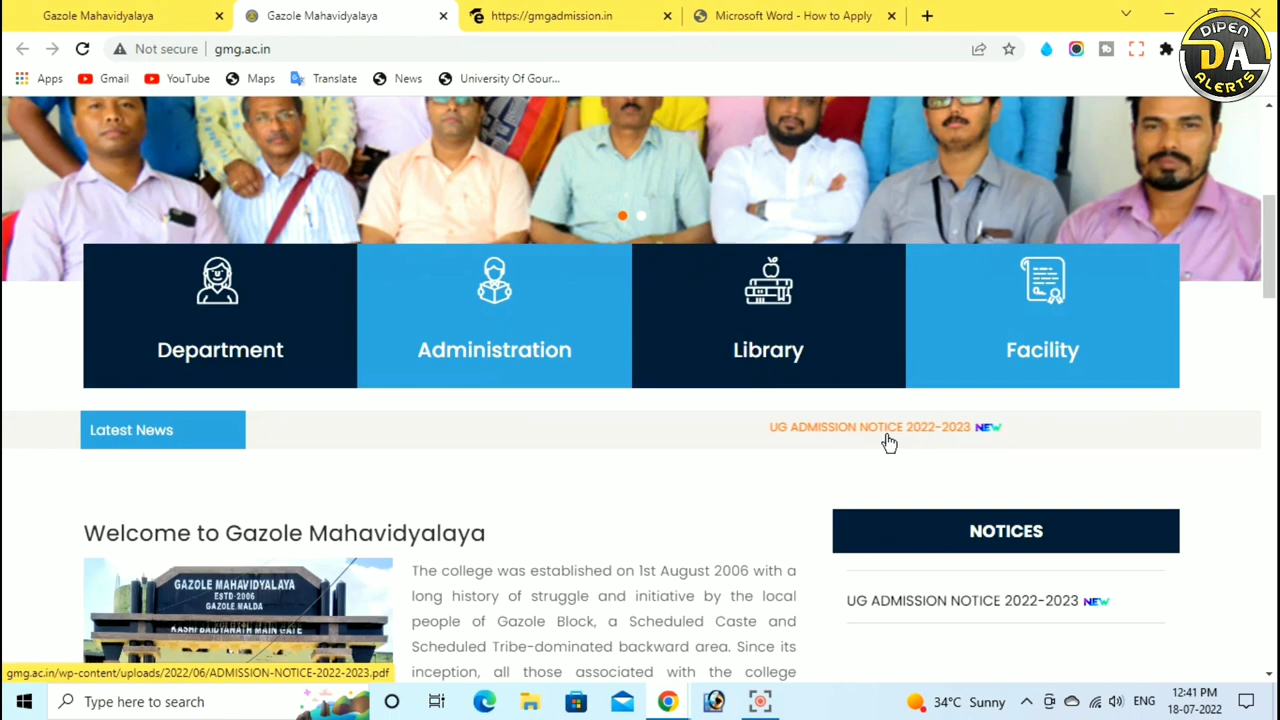 Gazole Mahavidyalaya
Gazole Mahavidyalaya
https://gmgadmission.in
Microsoft Word - How to Apply
Not secure
gmg.ac.in
Apps
Gmail
YouTube
Maps
Translate
News
University Of Gour...
DIPEN
DA
ALERTS
Department
Administration
Library
Facility
Latest News
UG ADMISSION NOTICE 2022-2023 NEW
Welcome to Gazole Mahavidyalaya
GAZOLE MAHAVIDYALAYA
ESTD-2006
GAZOLE MALDA
KASHI BAIDYANATH MAIN GATE
The college was established on 1st August 2006 with a
long history of struggle and initiative by the local
people of Gazole Block, a Scheduled Caste and
Scheduled Tribe-dominated backward area. Since its
inception, all those associated with the college
NOTICES
UG ADMISSION NOTICE 2022-2023 NEW
gmg.ac.in/wp-content/uploads/2022/06/ADMISSION-NOTICE-2022-2023.pdf
Type here to search
34°C Sunny
ENG
12:41 PM
18-07-2022